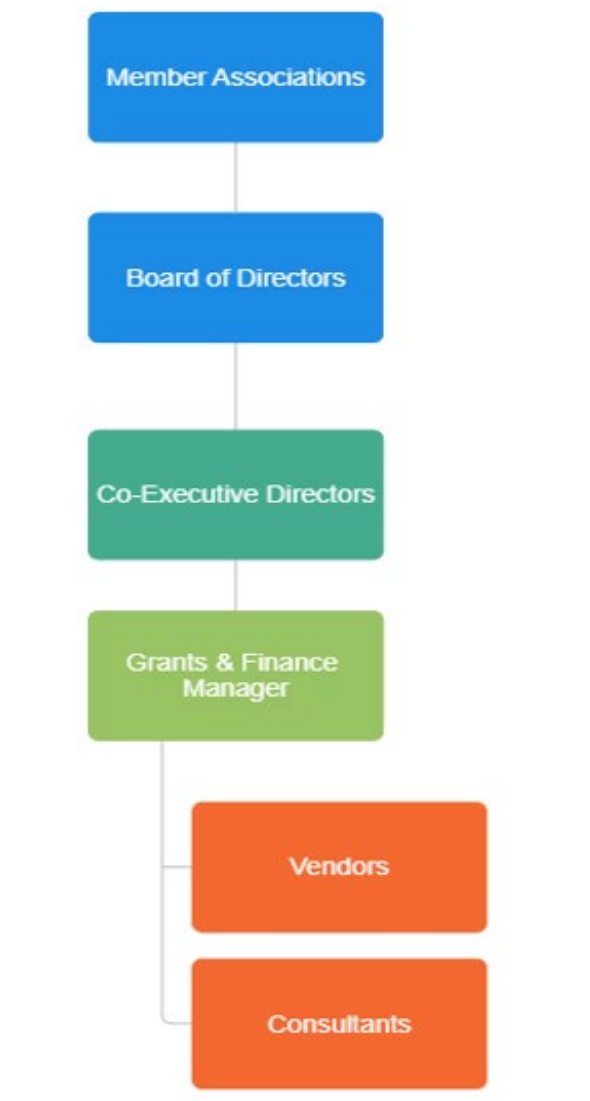 Member Associations
Board of Directors
Co-Executive Directors
Grants & Finance
Manager
Vendors
Consultants